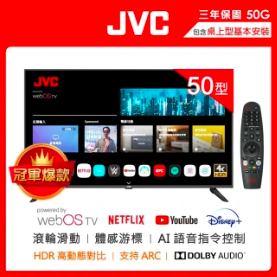 JVC
三年保固 50G
包含桌上型基本安裝
JVC
50型
powered by
webOS TV
冠軍爆款
powered by
webOS TV NETFLIX YouTube Disney+
滾輪滑動 | 體感游標 | AI 語音指令控制
HDR 高動態對比 | 支持 ARC | DOLBY AUDIO